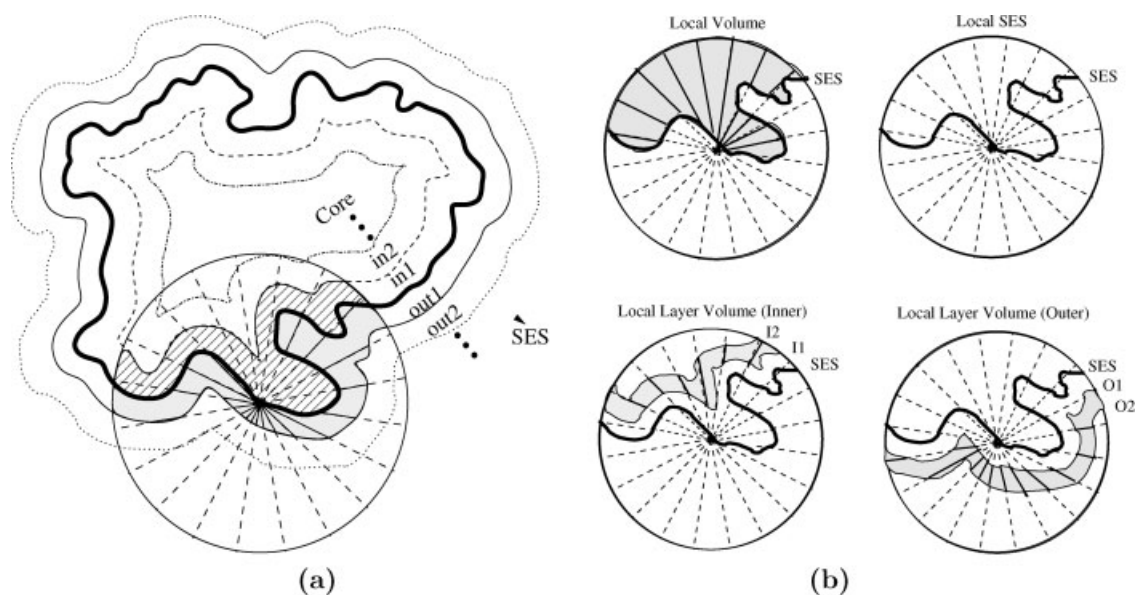 Core
in2
in1
out1
out2
SES
(a)
Local Volume
SES
Local SES
SES
Local Layer Volume (Inner)
I2
I1
SES
Local Layer Volume (Outer)
SES
O1
O2
(b)